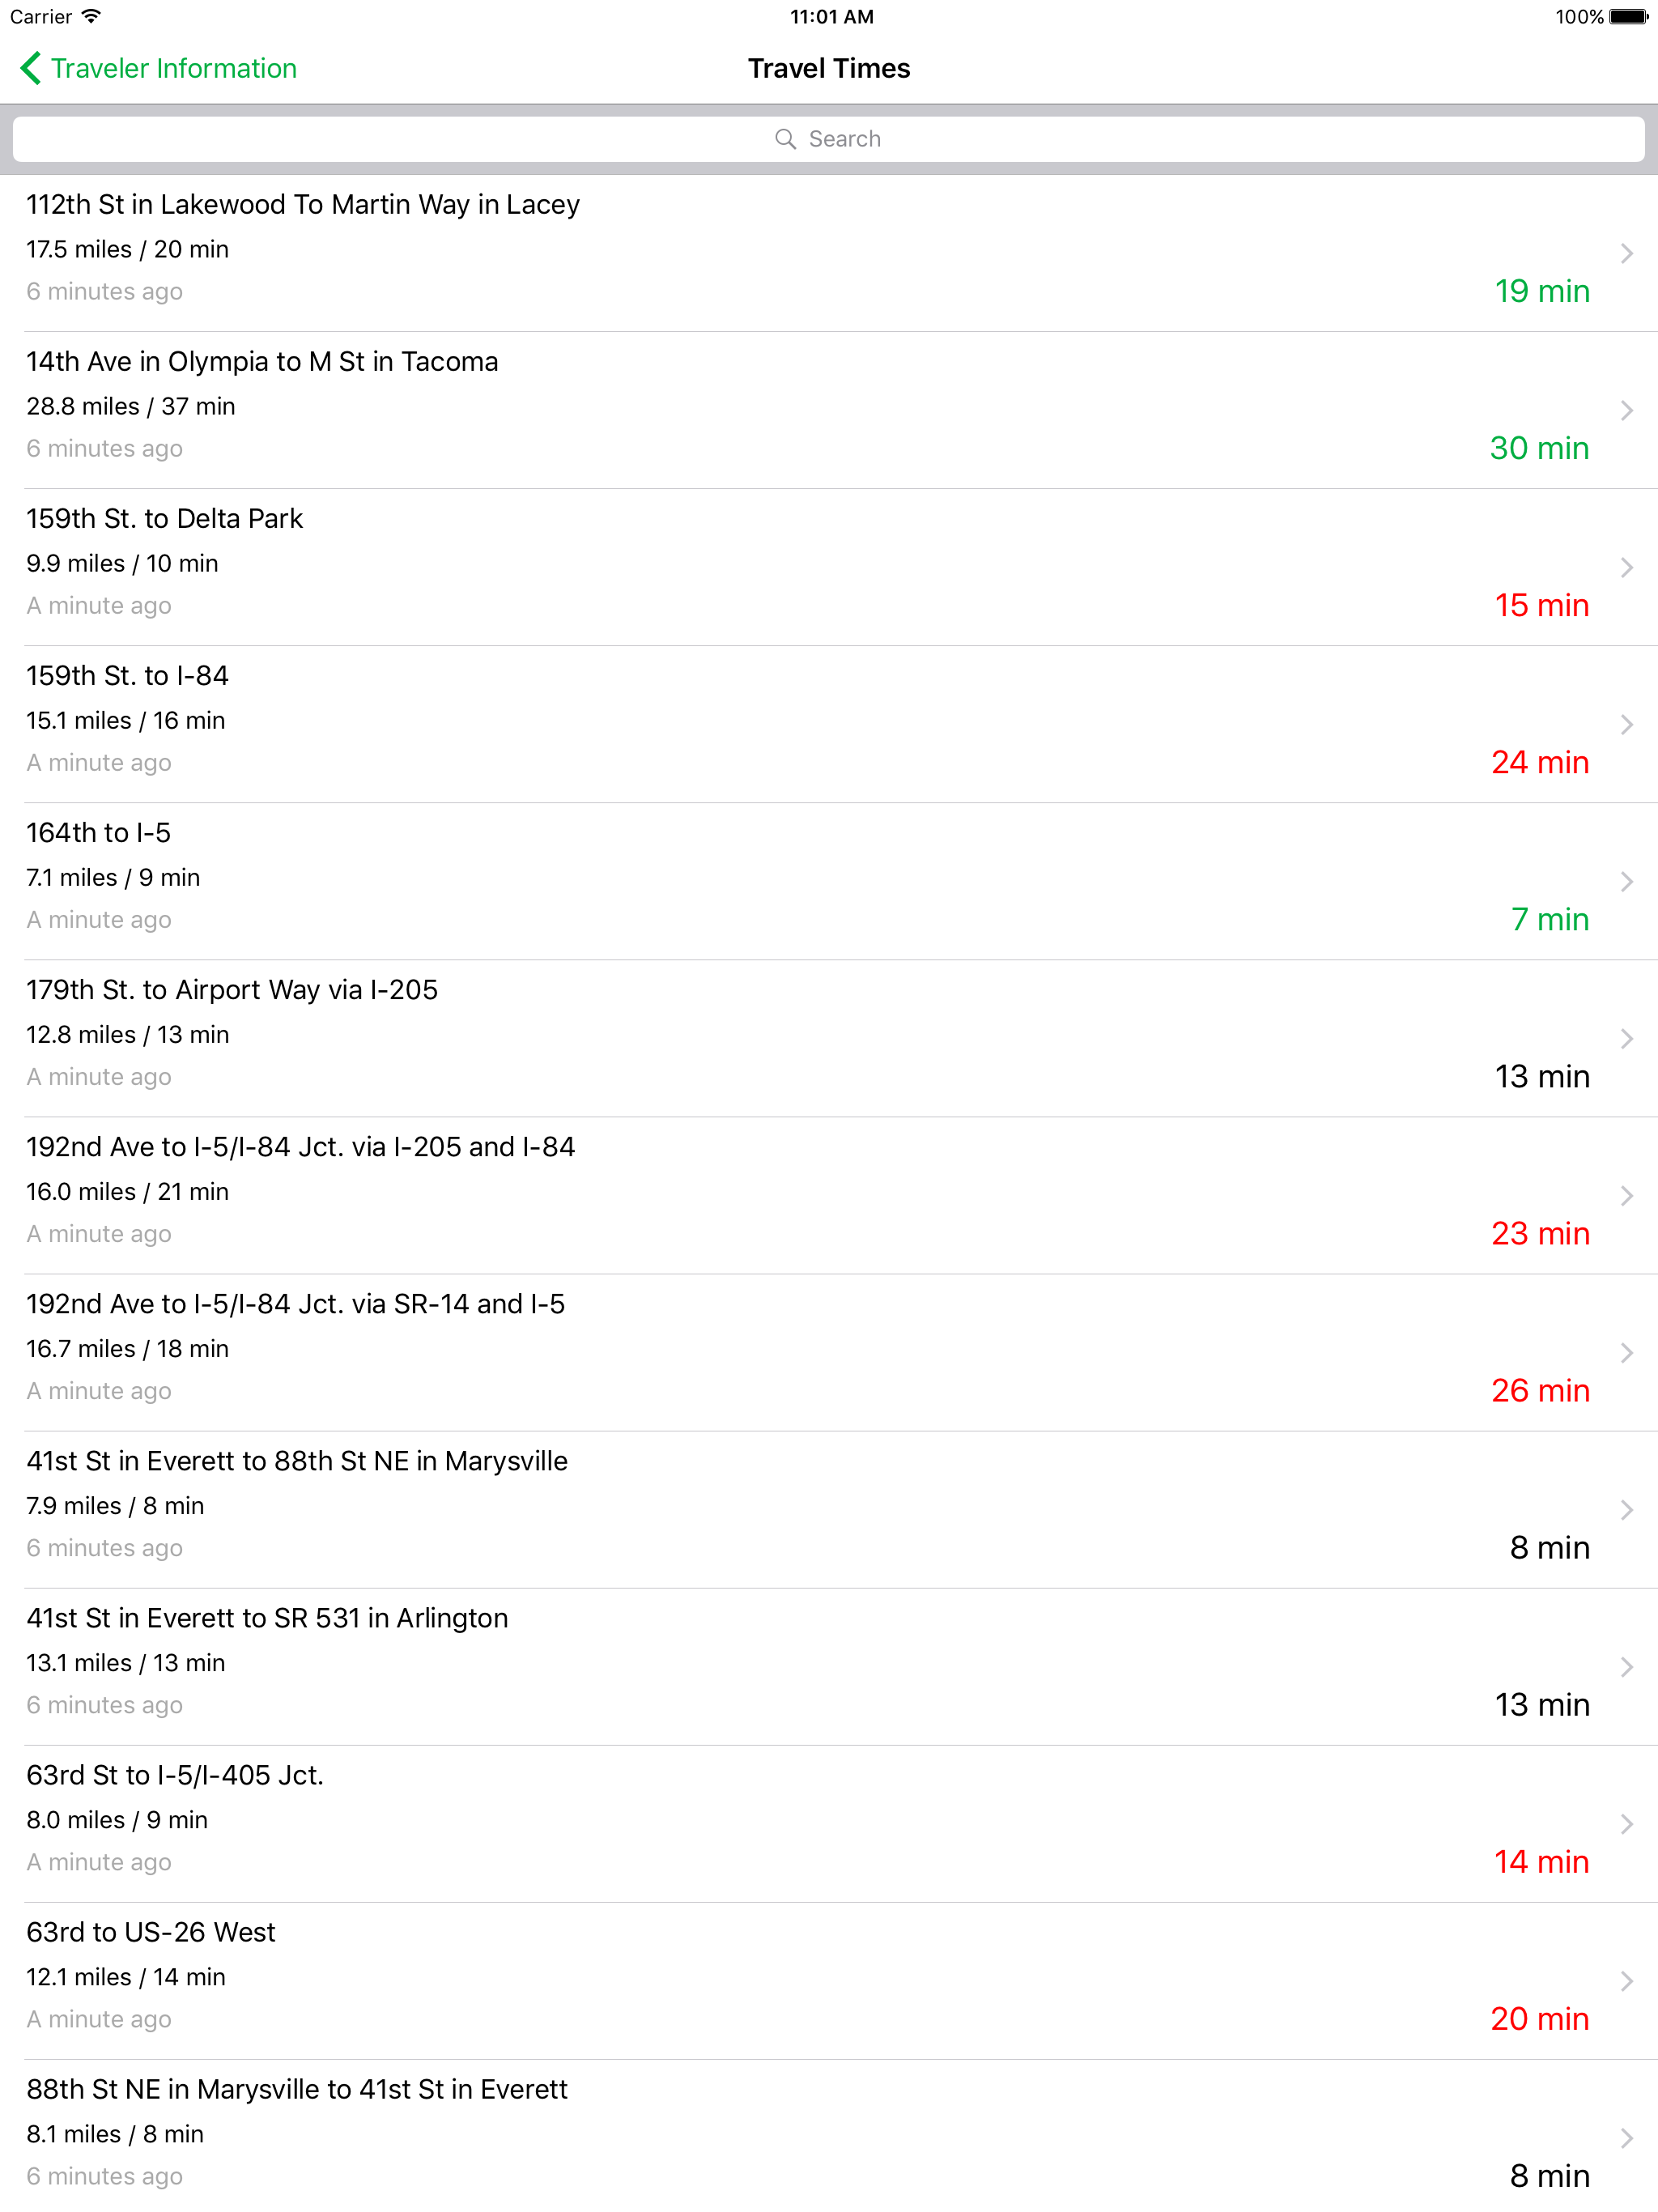 Carrier 11:01 AM 100%
Traveler Information Travel Times
Search
112th St in Lakewood To Martin Way in Lacey
17.5 miles / 20 min
6 minutes ago 19 min
14th Ave in Olympia to M St in Tacoma
28.8 miles / 37 min
6 minutes ago 30 min
159th St. to Delta Park
9.9 miles / 10 min
A minute ago 15 min
159th St. to I-84
15.1 miles / 16 min
A minute ago 24 min
164th to I-5
7.1 miles / 9 min
A minute ago 7 min
179th St. to Airport Way via I-205
12.8 miles / 13 min
A minute ago 13 min
192nd Ave to I-5/I-84 Jct. via I-205 and I-84
16.0 miles / 21 min
A minute ago 23 min
192nd Ave to I-5/I-84 Jct. via SR-14 and I-5
16.7 miles / 18 min
A minute ago 26 min
41st St in Everett to 88th St NE in Marysville
7.9 miles / 8 min
6 minutes ago 8 min
41st St in Everett to SR 531 in Arlington
13.1 miles / 13 min
6 minutes ago 13 min
63rd St to I-5/I-405 Jct.
8.0 miles / 9 min
A minute ago 14 min
63rd to US-26 West
12.1 miles / 14 min
A minute ago 20 min
88th St NE in Marysville to 41st St in Everett
8.1 miles / 8 min
6 minutes ago 8 min